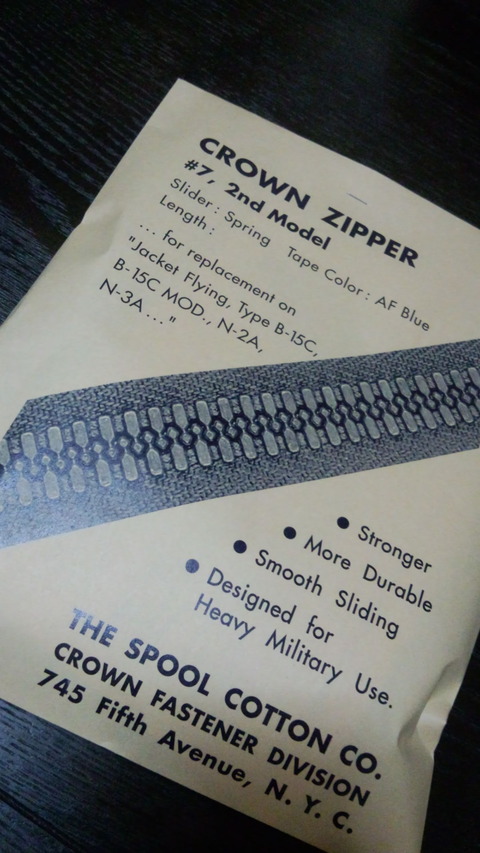 CROWN ZIPPER
#7, 2nd Model
Slider: Spring Tape Color: AF Blue
Length:
... for replacement on
"Jacket Flying, Type B-15C,
B-15C MOD., N-2A,
N-3A ..."
● Stronger
● More Durable
● Smooth Sliding
● Designed for
Heavy Military Use.
THE SPOOL COTTON CO.
CROWN FASTENER DIVISION
745 Fifth Avenue, N. Y. C.